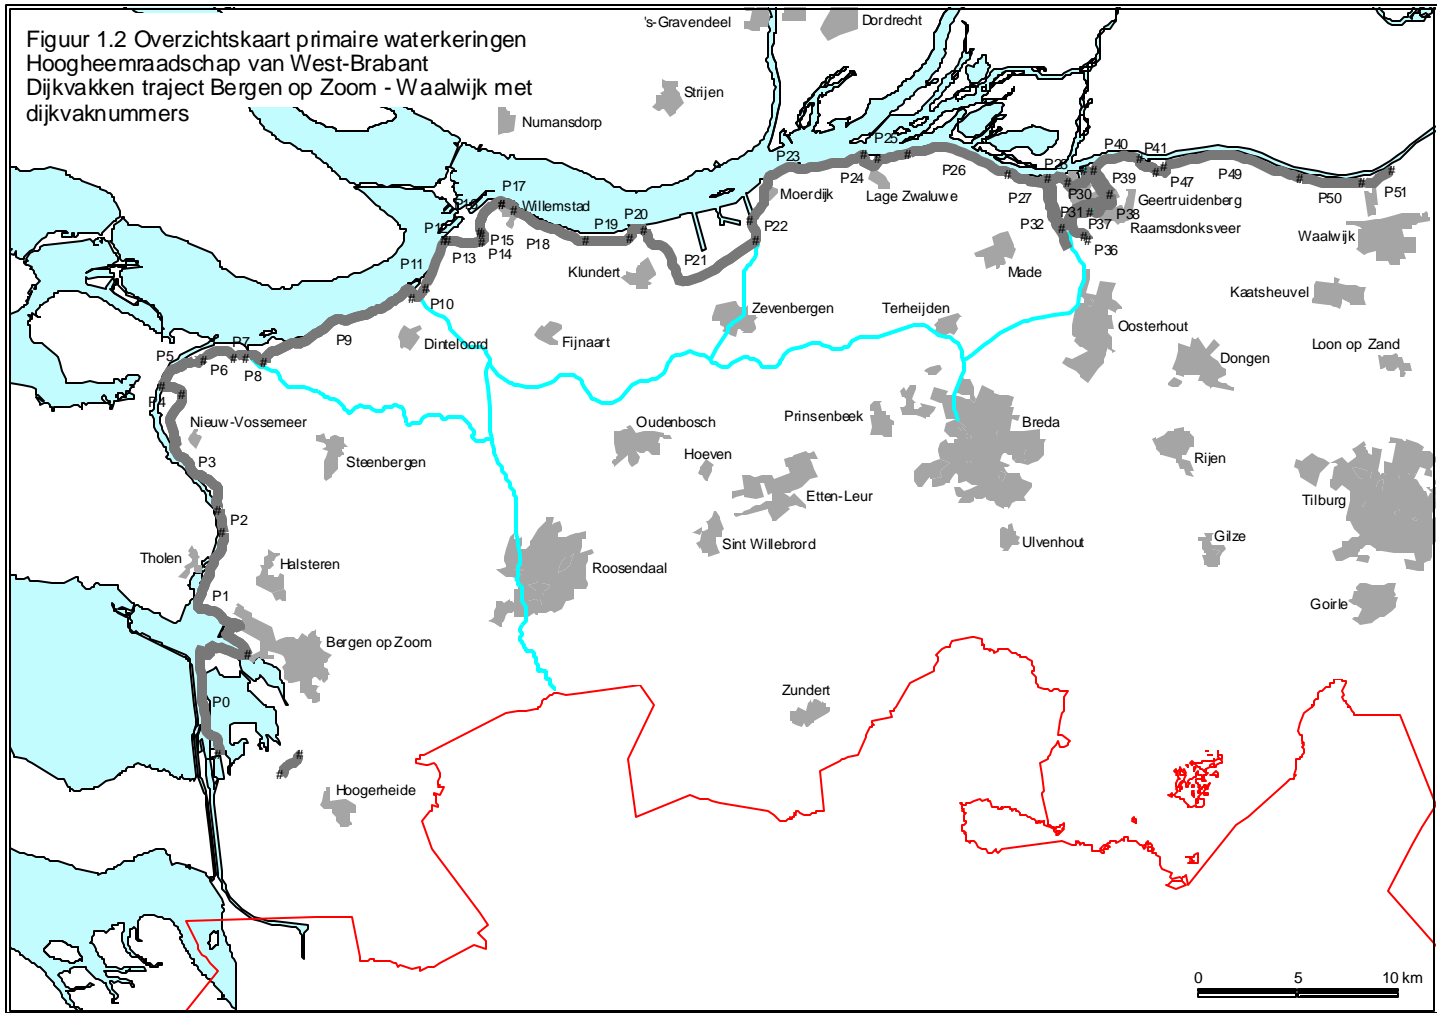 Figuur 1.2 Overzichtskaart primaire waterkeringen
Hoogheemraadschap van West-Brabant
Dijkvakken traject Bergen op Zoom - Waalwijk met
dijkvaknummers
's-Gravendeel
Dordrecht
Strijen
Numansdorp
P25
P23
P24
P26
P28
P40
P41
P39
P47
P49
P50
P51
Moerdijk
Lage Zwaluwe
P27
P30
P31
P32
P37
P38
P36
Geertruidenberg
Raamsdonksveer
Waalwijk
P17
Willemstad
P15
P14
P13
P18
P19
P20
P21
P22
P11
P10
Klundert
Made
Kaatsheuvel
Zevenbergen
Terheijden
Oosterhout
P9
Dinteloord
Fijnaart
Dongen
Loon op Zand
P5
P7
P6
P8
P4
Nieuw-Vossemeer
Oudenbosch
Prinsenbeek
Breda
P3
Steenbergen
Hoeven
Rijen
Etten-Leur
Tilburg
P2
Sint Willebrord
Ulvenhout
Gilze
Tholen
Halsteren
Roosendaal
P1
Goirle
Bergen op Zoom
P0
Zundert
Hoogerheide
0 5 10 km